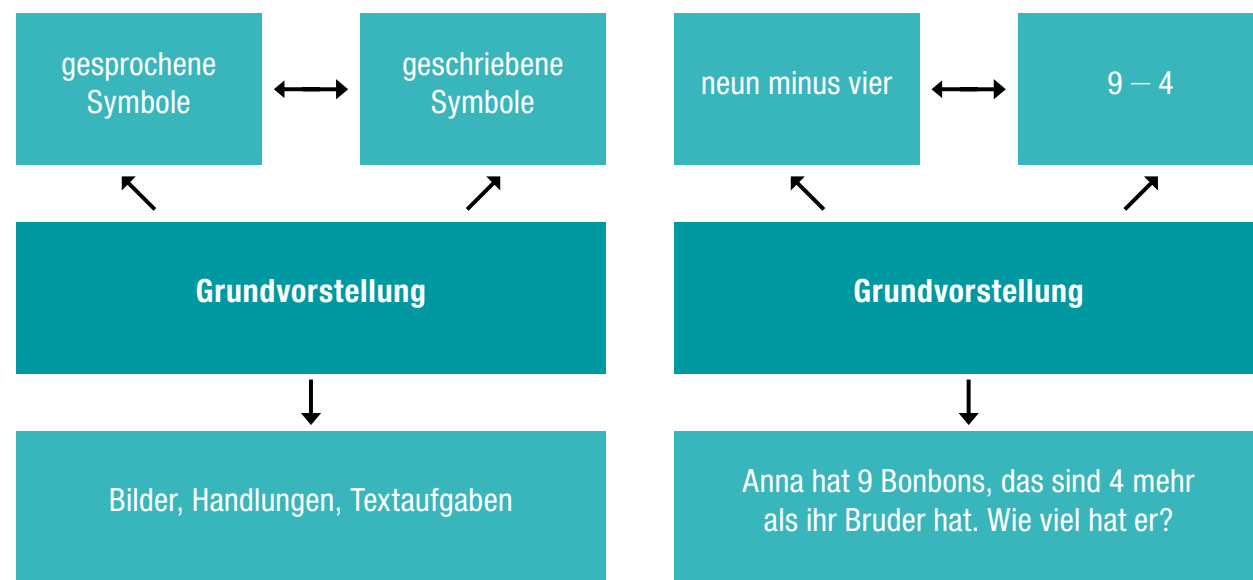 gesprochene
Symbole
geschriebene
Symbole
Grundvorstellung
Bilder, Handlungen, Textaufgaben
neun minus vier
9 – 4
Grundvorstellung
Anna hat 9 Bonbons, das sind 4 mehr
als ihr Bruder hat. Wie viel hat er?